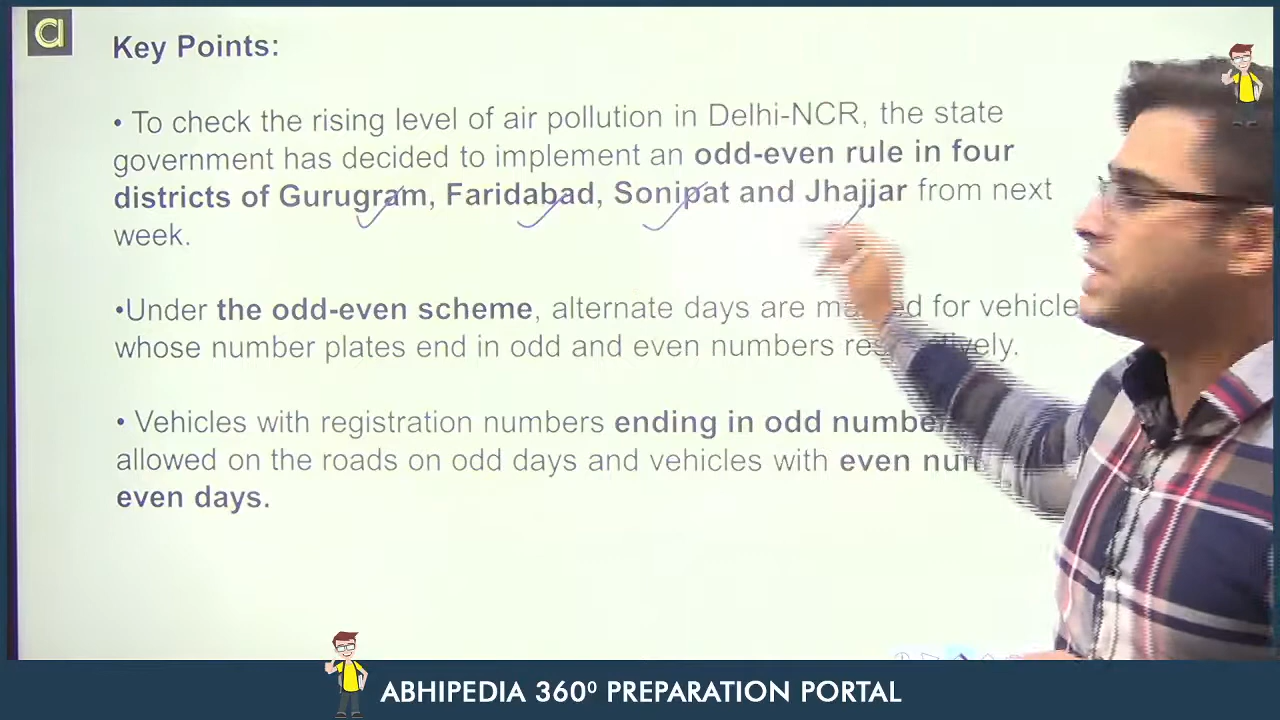 a
Key Points:
• To check the rising level of air pollution in Delhi-NCR, the state
government has decided to implement an odd-even rule in four
districts of Gurugram, Faridabad, Sonipat and Jhajjar from next
week.
•Under the odd-even scheme, alternate days are for vehicle
whose number plates end in odd and even numbers
• Vehicles with registration numbers ending in odd number
allowed on the roads on odd days and vehicles with even
even days.
ABHIPEDIA 360⁰ PREPARATION PORTAL